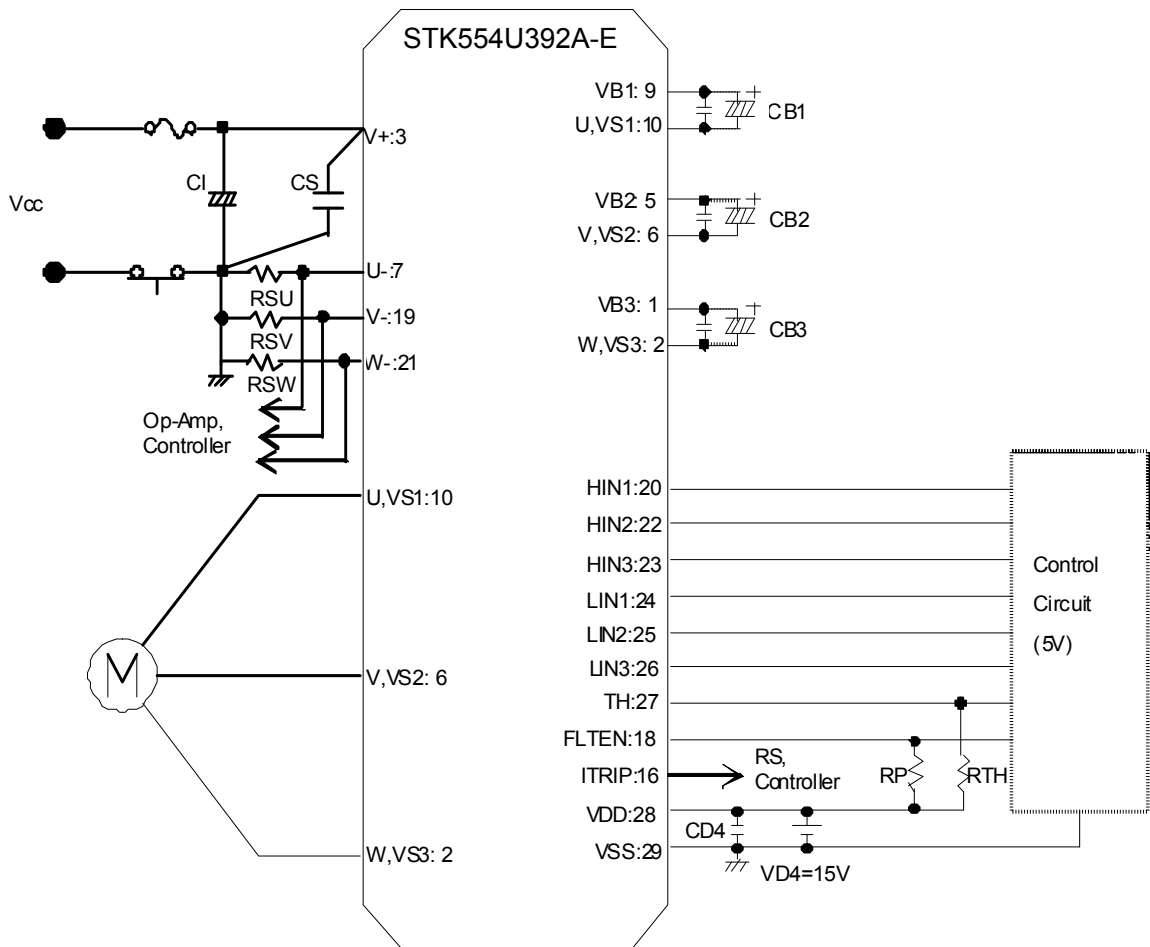 STK554U392A-E
VB1: 9
CB1
U,VS1:10
V+:3
CI
CS
Vcc
VB2: 5
CB2
V,VS2: 6
U-:7
RSU
V-:19
RSV
W-:21
RSW
VB3: 1
CB3
W,VS3: 2
Op-Amp,
Controller
U,VS1:10
V,VS2: 6
W,VS3: 2
M
HIN1:20
HIN2:22
HIN3:23
LIN1:24
LIN2:25
LIN3:26
TH:27
FLTEN:18
ITRIP:16
VDD:28
VSS:29
RS,
Controller
RP
RTH
CD4
VD4=15V
Control
Circuit
(5V)